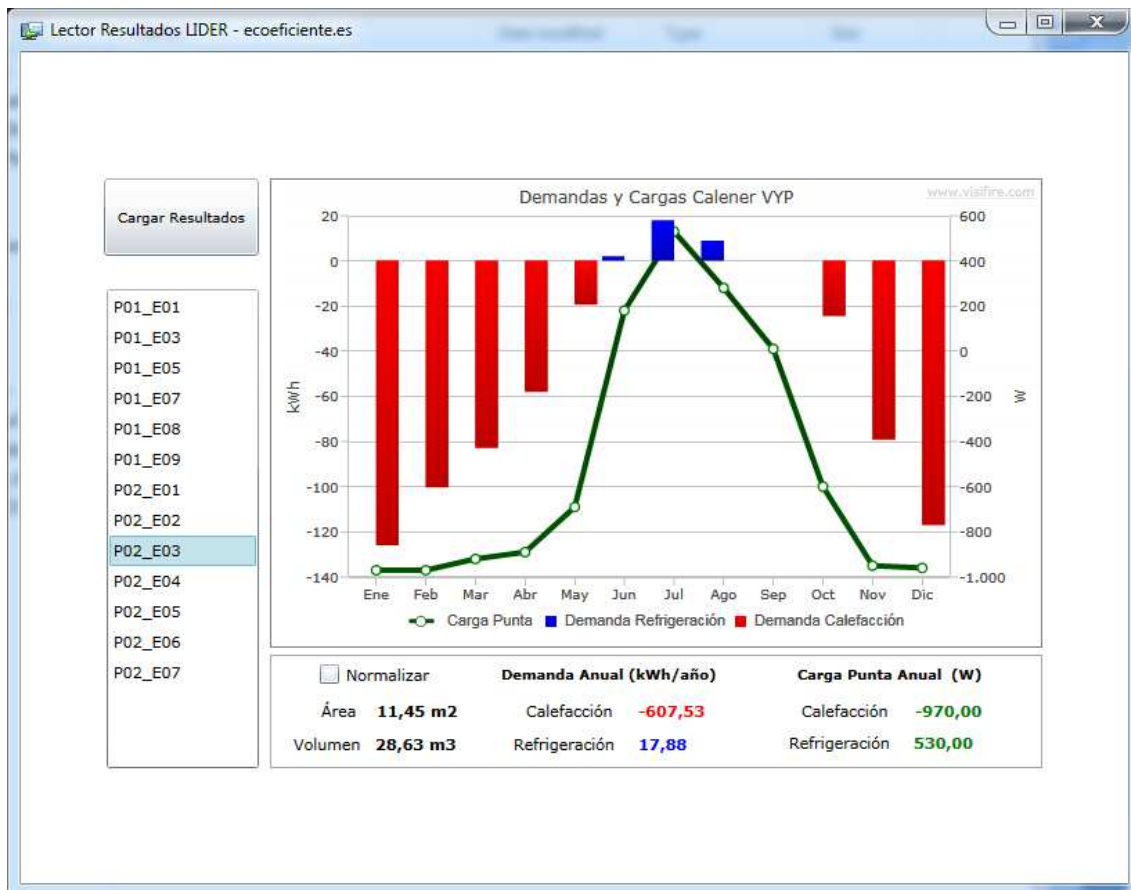 Lector Resultados LIDER - ecoeficiente.es
Cargar Resultados
P01_E01
P01_E03
P01_E05
P01_E07
P01_E08
P01_E09
P02_E01
P02_E02
P02_E03
P02_E04
P02_E05
P02_E06
P02_E07
Demandas y Cargas Calener VYP
www.visifire.com
20
0
-20
-40
-60
-80
-100
-120
-140
kWh
600
400
200
0
-200
-400
-600
-800
-1.000
W
Ene Feb Mar Abr May Jun Jul Ago Sep Oct Nov Dic
Carga Punta Demanda Refrigeración Demanda Calefacción
Normalizar Demanda Anual (kWh/año) Carga Punta Anual (W)
Área 11,45 m2 Calefacción -607,53 Calefacción -970,00
Volumen 28,63 m3 Refrigeración 17,88 Refrigeración 530,00